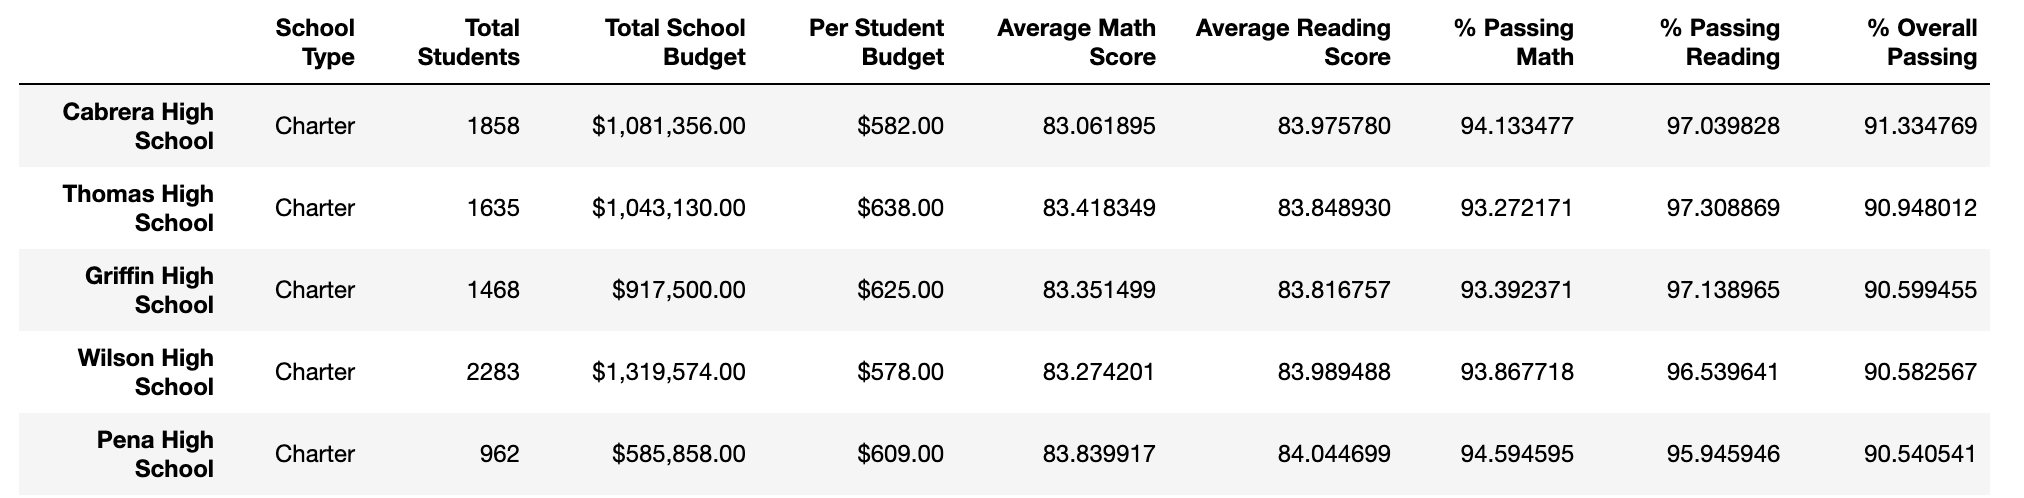 School Total Total School Per Student Average Math Average Reading % Passing % Passing % Overall
Type Students Budget Budget Score Score Math Reading Passing
Cabrera High
School Charter 1858 $1,081,356.00 $582.00 83.061895 83.975780 94.133477 97.039828 91.334769
Thomas High
School Charter 1635 $1,043,130.00 $638.00 83.418349 83.848930 93.272171 97.308869 90.948012
Griffin High
School Charter 1468 $917,500.00 $625.00 83.351499 83.816757 93.392371 97.138965 90.599455
Wilson High
School Charter 2283 $1,319,574.00 $578.00 83.274201 83.989488 93.867718 96.539641 90.582567
Pena High
School Charter 962 $585,858.00 $609.00 83.839917 84.044699 94.594595 95.945946 90.540541